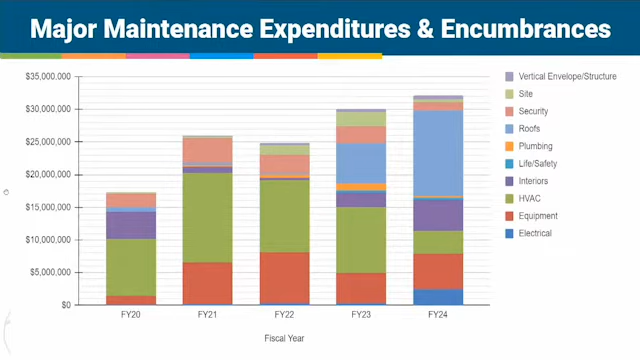 Major Maintenance Expenditures & Encumbrances
$35,000,000
$30,000,000
$25,000,000
$20,000,000
$15,000,000
$10,000,000
$5,000,000
$0
FY20 FY21 FY22 FY23 FY24
Fiscal Year
Vertical Envelope/Structure
Site
Security
Roofs
Plumbing
Life/Safety
Interiors
HVAC
Equipment
Electrical